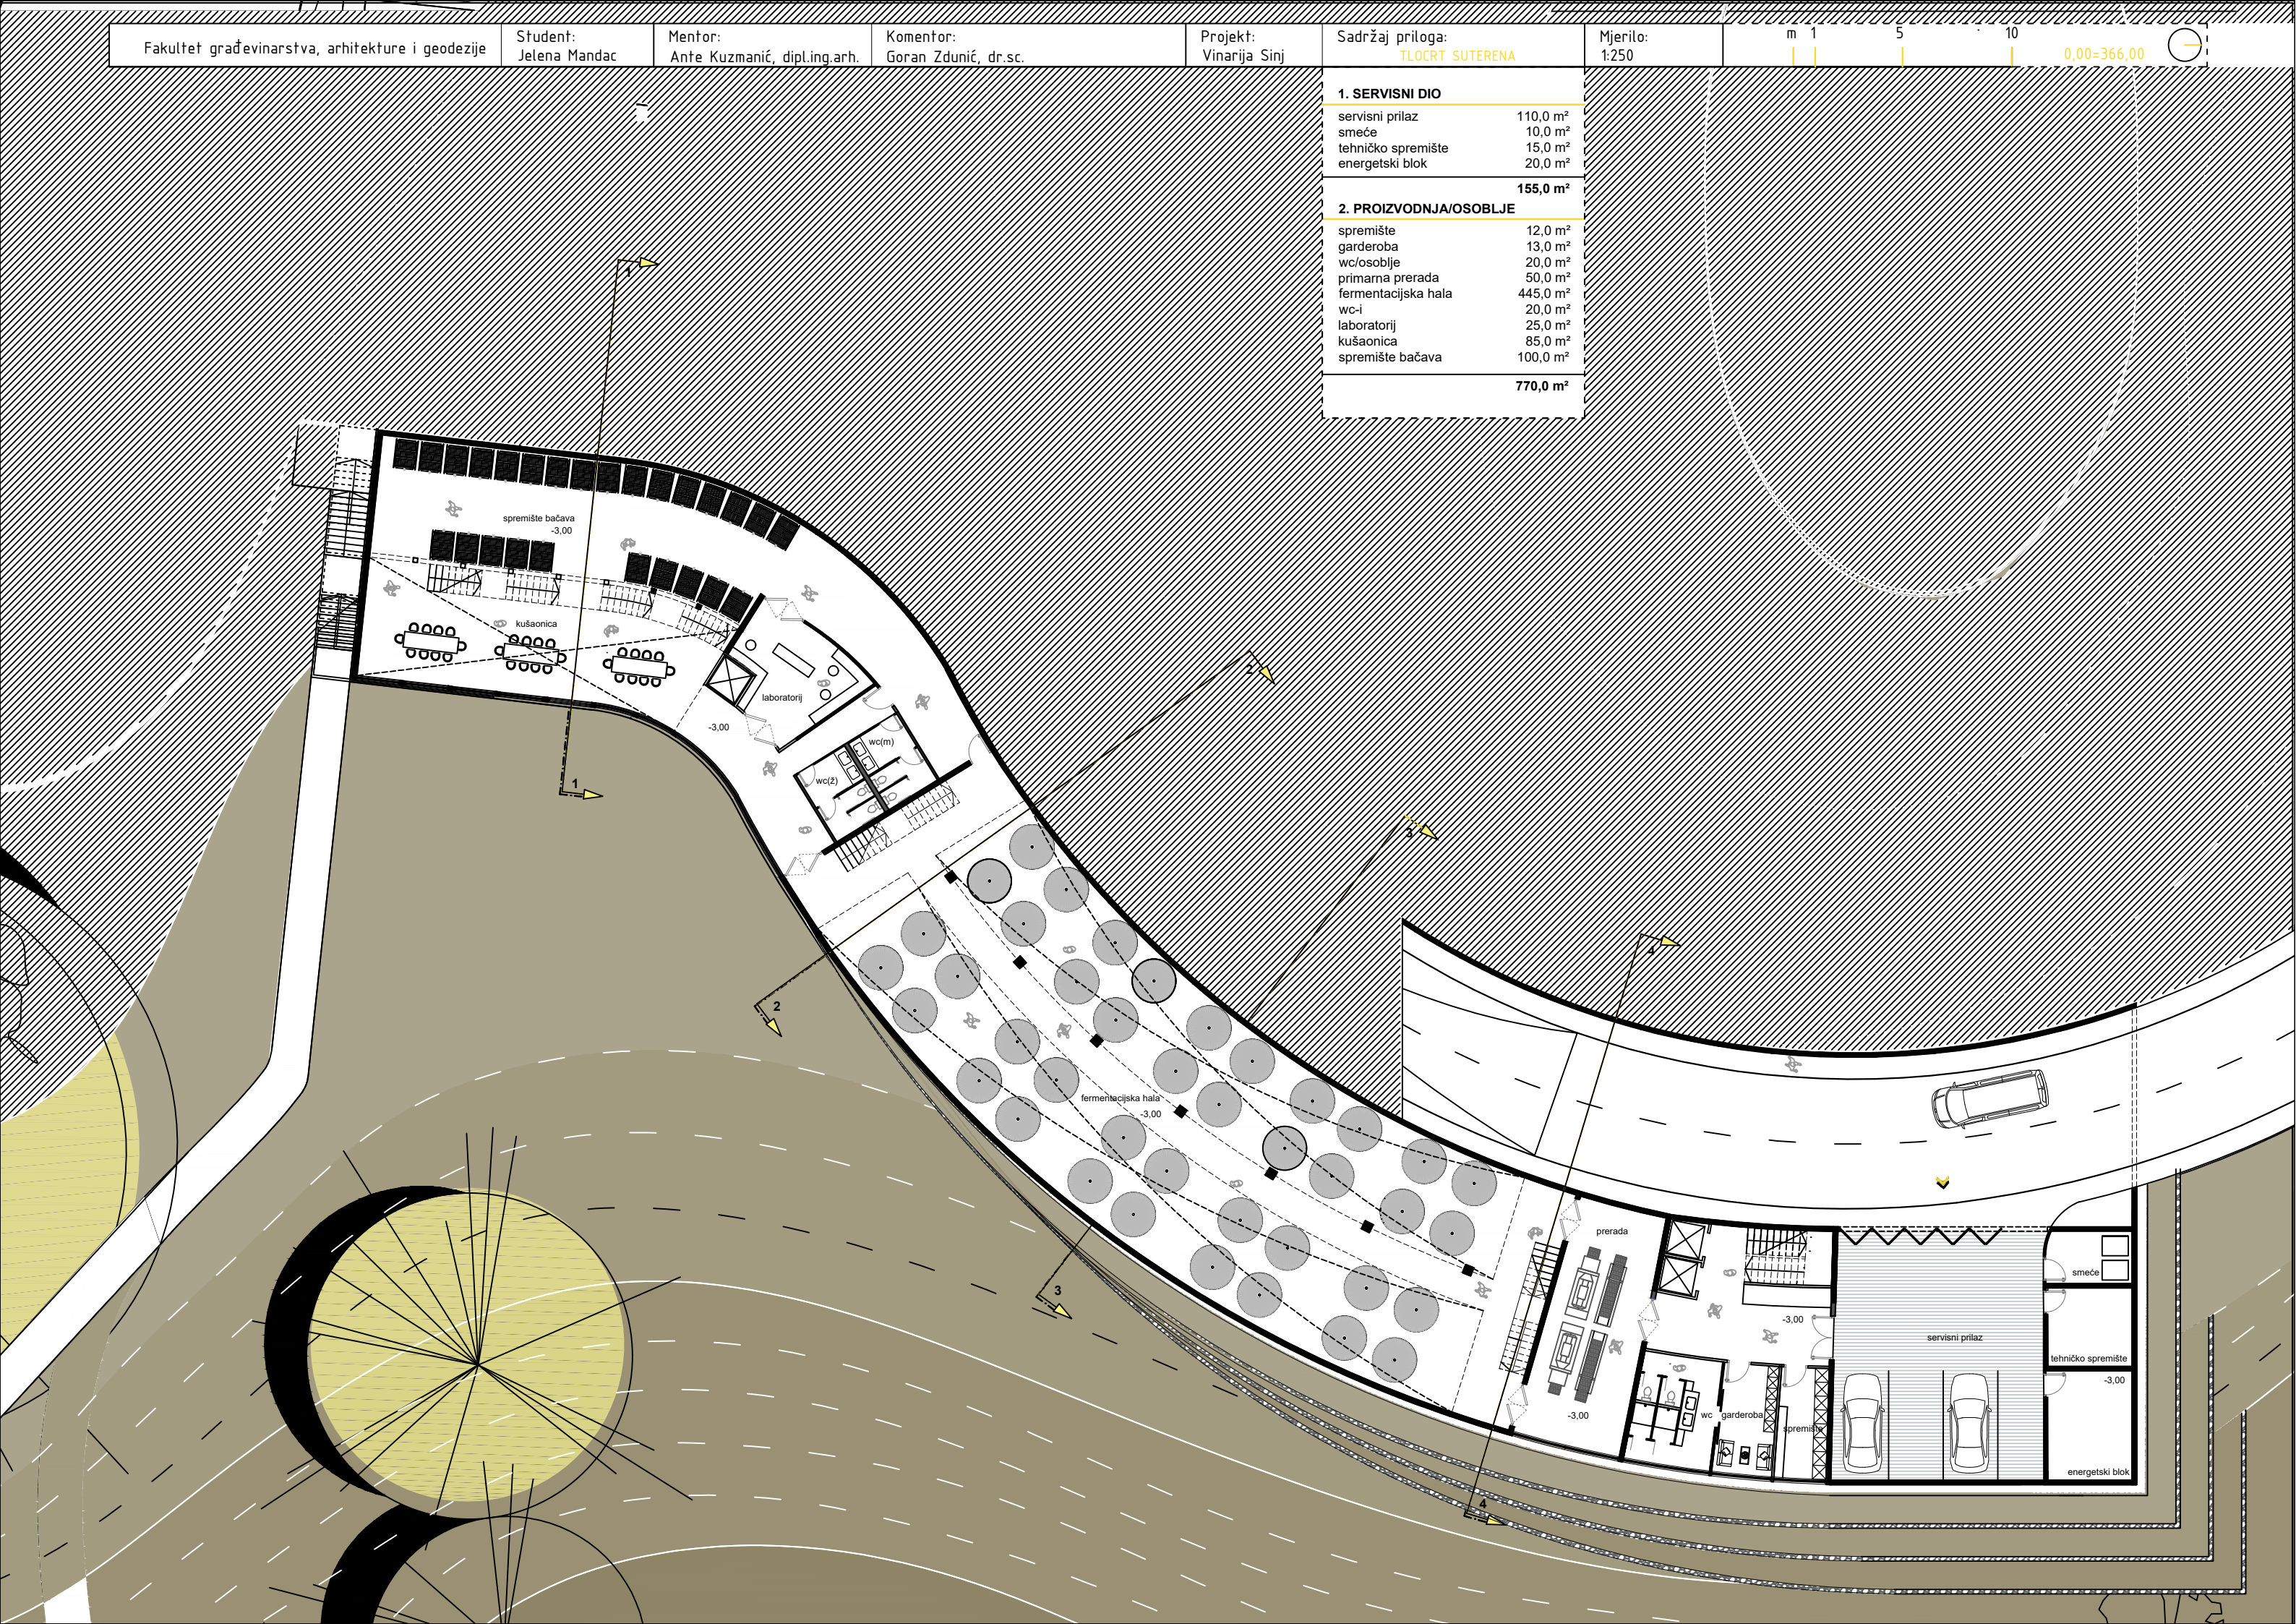 Fakultet građevinarstva, arhitekture i geodezije
Student:
Jelena Mandac
Mentor:
Ante Kuzmanić, dipl.ing.arh.
Komentor:
Goran Zdunić, dr.sc.
Projekt:
Vinarija Sinj
Sadržaj priloga:
TLOCRT SUTERENA
Mjerilo:
1:250
m 1 5 10
0,00=366,00
1. SERVISNI DIO
servisni prilaz 110,0 m²
smeće 10,0 m²
tehničko spremište 15,0 m²
energetski blok 20,0 m²
155,0 m²
2. PROIZVODNJA/OSOBLJE
spremište 12,0 m²
garderoba 13,0 m²
wc/osoblje 20,0 m²
primarna prerada 50,0 m²
fermentacijska hala 445,0 m²
wc-i 20,0 m²
laboratorij 25,0 m²
kušaonica 85,0 m²
spremište bačava 100,0 m²
770,0 m²
1
spremište bačava
-3,00
kušaonica
laboratorij
-3,00
wc(m)
wc(ž)
1
2
2
3
4
fermentacijska hala
-3,00
3
prerada
-3,00
-3,00
wc
garderoba
spremište
servisni prilaz
smeće
tehničko spremište
-3,00
energetski blok
4